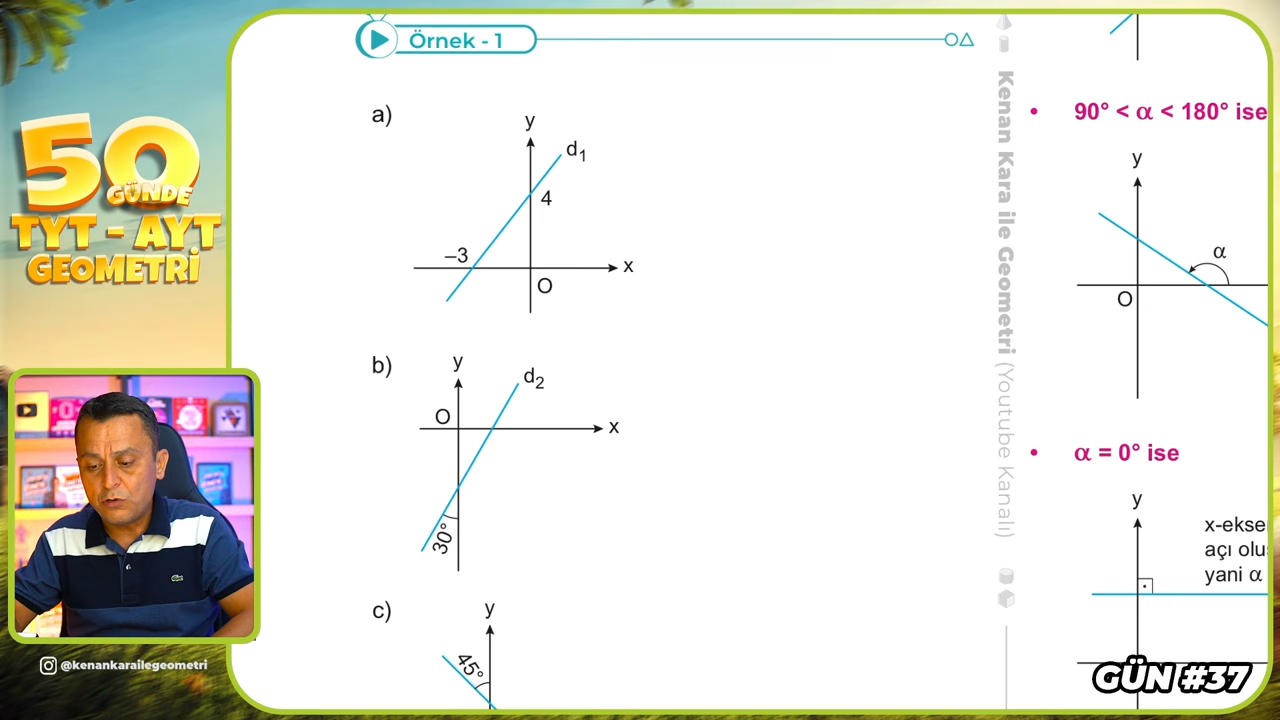 50
GÜNDE
TYT - AYT
GEOMETRİ
@kenankarailegeometri
Örnek - 1
a)
y
d1
4
–3
x
O
b)
y
d2
O
x
30°
c)
y
45°
Kenan Kara ile Geometri (Youtube Kanalı)
• 90° < α < 180° ise
y
α
O
• α = 0° ise
y
x-ekse
açı olu
yani α
GÜN #37